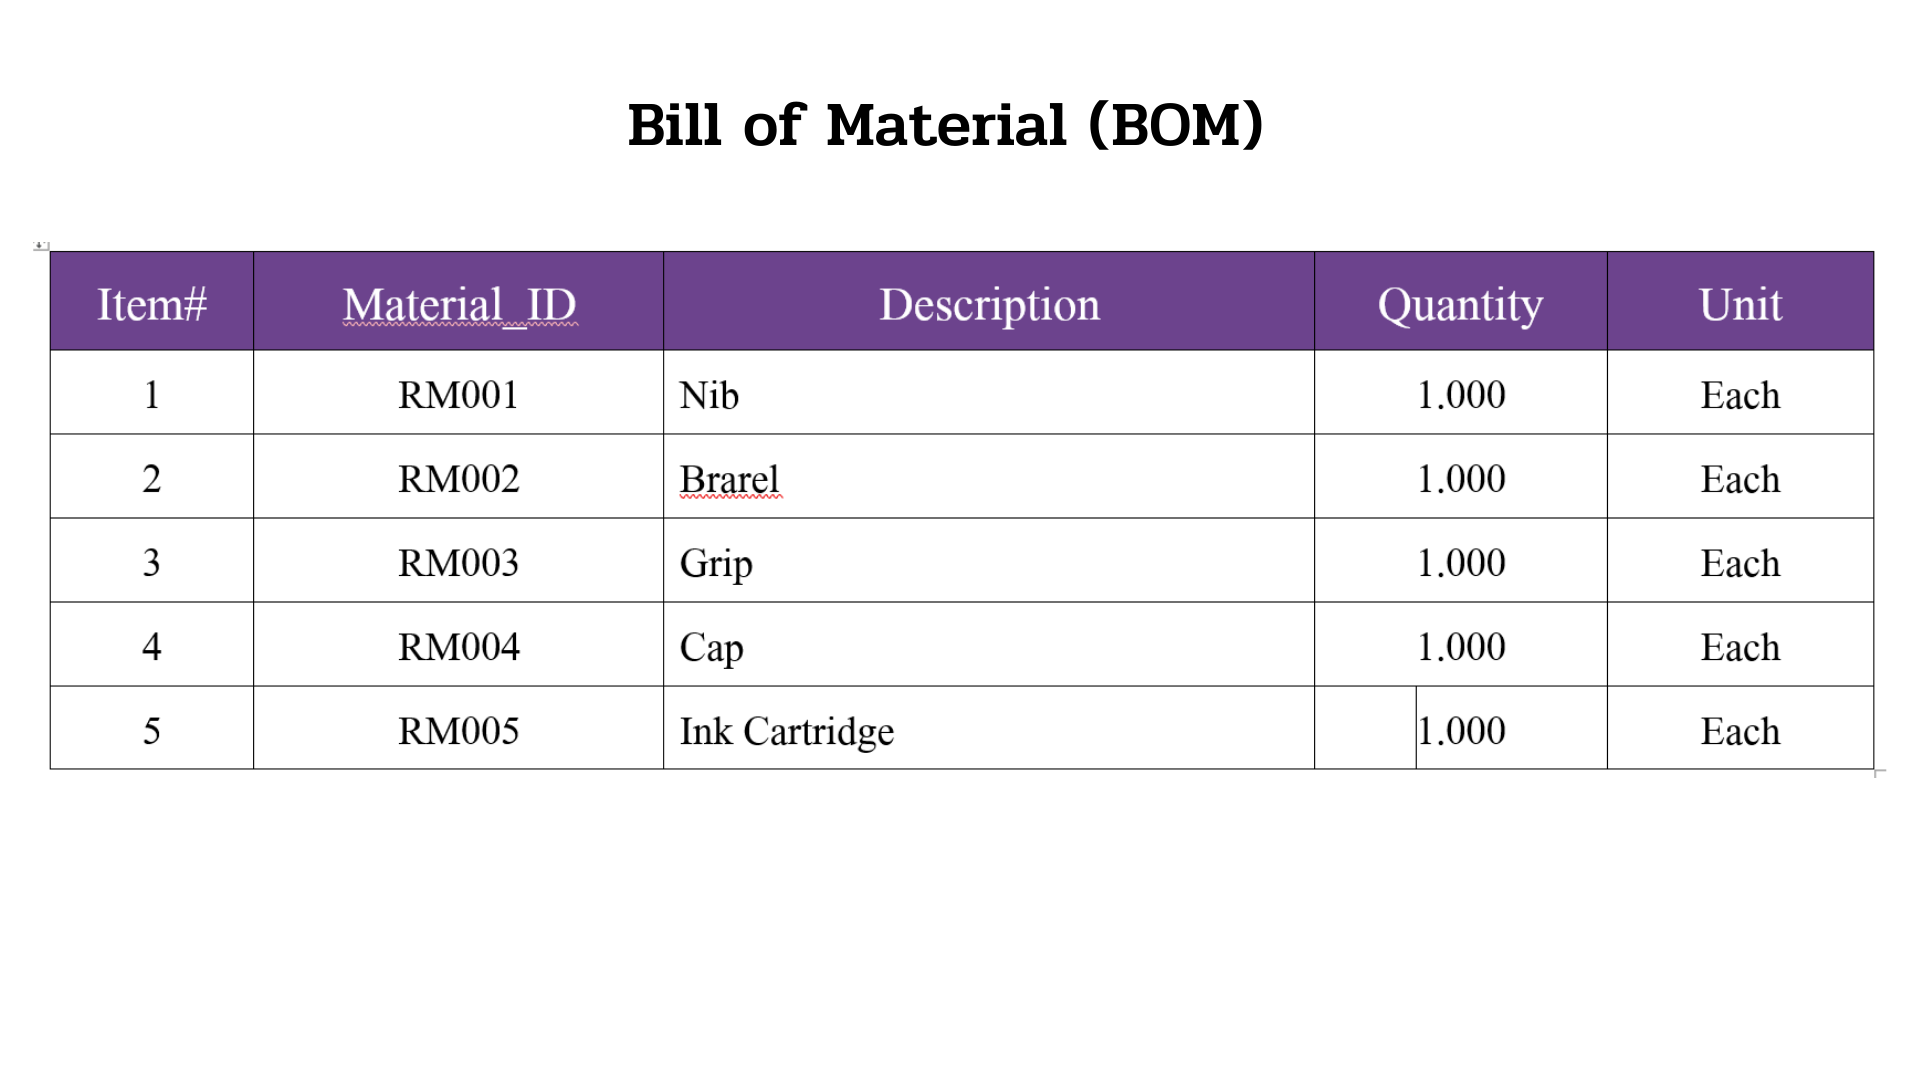 Bill of Material (BOM)
Item# Material_ID Description Quantity Unit
1 RM001 Nib 1.000 Each
2 RM002 Brarel 1.000 Each
3 RM003 Grip 1.000 Each
4 RM004 Cap 1.000 Each
5 RM005 Ink Cartridge 1.000 Each